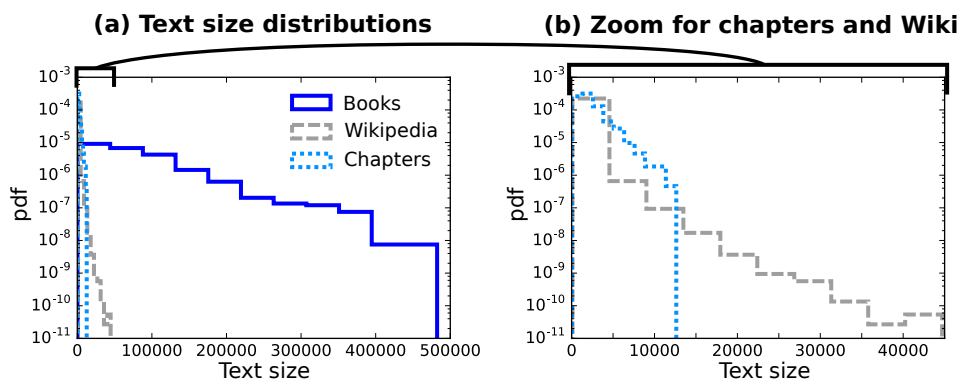 (a) Text size distributions
(b) Zoom for chapters and Wiki
10⁻³
10⁻⁴
10⁻⁵
10⁻⁶
10⁻⁷
10⁻⁸
10⁻⁹
10⁻¹⁰
10⁻¹¹
pdf
Books
Wikipedia
Chapters
0 100000 200000 300000 400000 500000
Text size
10⁻³
10⁻⁴
10⁻⁵
10⁻⁶
10⁻⁷
10⁻⁸
10⁻⁹
10⁻¹⁰
10⁻¹¹
pdf
0 10000 20000 30000 40000
Text size